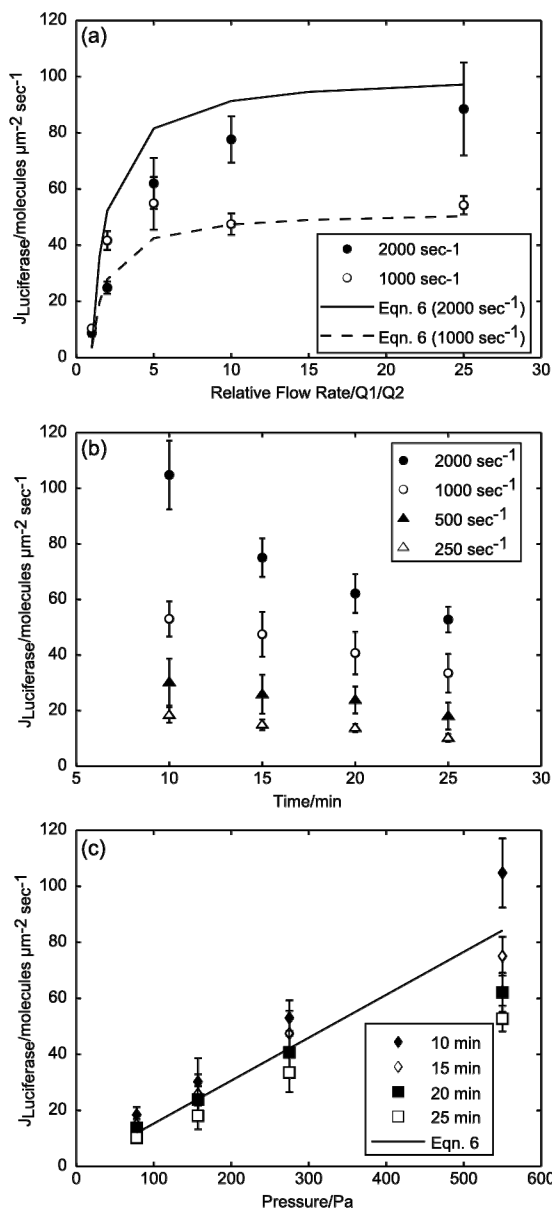 (a)
120
100
80
60
40
20
0
JLuciferase/molecules μm-2 sec-1
0 5 10 15 20 25 30
Relative Flow Rate/Q1/Q2
2000 sec-1
1000 sec-1
Eqn. 6 (2000 sec-1)
Eqn. 6 (1000 sec-1)
(b)
120
100
80
60
40
20
0
JLuciferase/molecules μm-2 sec-1
5 10 15 20 25 30
Time/min
2000 sec-1
1000 sec-1
500 sec-1
250 sec-1
(c)
120
100
80
60
40
20
0
JLuciferase/molecules μm-2 sec-1
0 100 200 300 400 500 600
Pressure/Pa
10 min
15 min
20 min
25 min
Eqn. 6